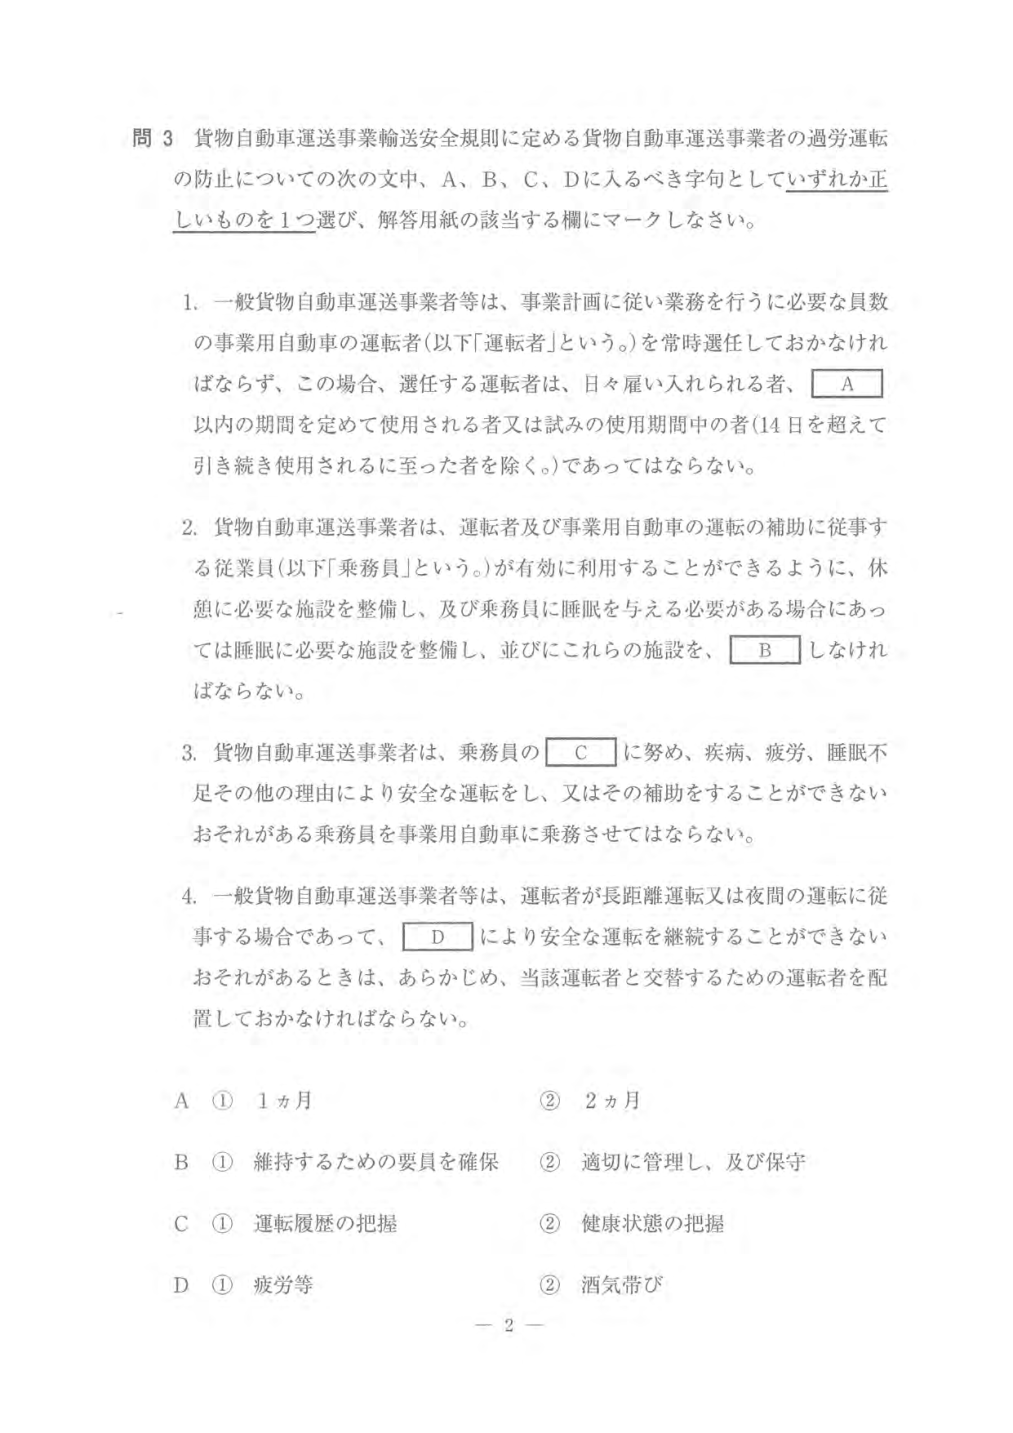 問 3 貨物自動車運送事業輸送安全規則に定める貨物自動車運送事業者の過労運転
の防止についての次の文中、A、B、C、Dに入るべき字句としていずれか正
しいものを1つ選び、解答用紙の該当する欄にマークしなさい。
1. 一般貨物自動車運送事業者等は、事業計画に従い業務を行うに必要な員数
の事業用自動車の運転者(以下「運転者」という。)を常時選任しておかなけれ
ばならず、この場合、選任する運転者は、日々雇い入れられる者、 A
以内の期間を定めて使用される者又は試みの使用期間中の者(14日を超えて
引き続き使用されるに至った者を除く。)であってはならない。
2. 貨物自動車運送事業者は、運転者及び事業用自動車の運転の補助に従事す
る従業員(以下「乗務員」という。)が有効に利用することができるように、休
憩に必要な施設を整備し、及び乗務員に睡眠を与える必要がある場合にあっ
ては睡眠に必要な施設を整備し、並びにこれらの施設を、 B しなけれ
ばならない。
3. 貨物自動車運送事業者は、乗務員の C に努め、疾病、疲労、睡眠不
足その他の理由により安全な運転をし、又はその補助をすることができない
おそれがある乗務員を事業用自動車に乗務させてはならない。
4. 一般貨物自動車運送事業者等は、運転者が長距離運転又は夜間の運転に従
事する場合であって、 D により安全な運転を継続することができない
おそれがあるときは、あらかじめ、当該運転者と交替するための運転者を配
置しておかなければならない。
A ① 1ヵ月 ② 2ヵ月
B ① 維持するための要員を確保 ② 適切に管理し、及び保守
C ① 運転履歴の把握 ② 健康状態の把握
D ① 疲労等 ② 酒気帯び
— 2 —